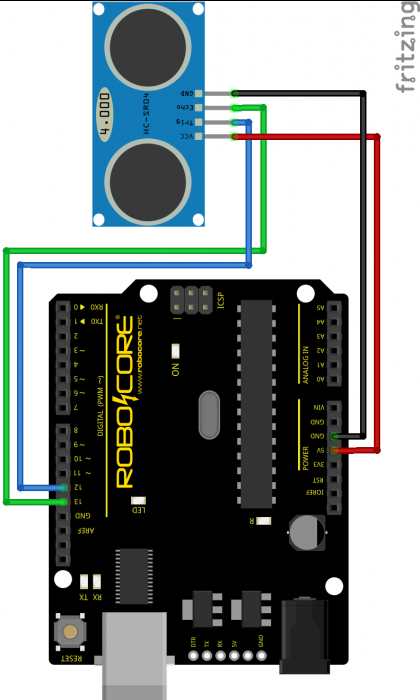 fritzing
4.000
HC-SR04
GND
Echo
Trig
VCC
ICSP
1
ON
ROBOCORE
www.robocore.net
DIGITAL (PWM ~)
RXD
TXD
0
1
2
~ 3
4
~ 5
~ 6
7
8
~ 9
~ 10
~ 11
12
13
GND
AREF
ANALOG IN
A5
A4
A3
A2
A1
A0
POWER
VIN
GND
GND
5V
3V3
RST
IOREF
LED
R
TX
RX
RESET
DTR
TX
RX
5V
GND